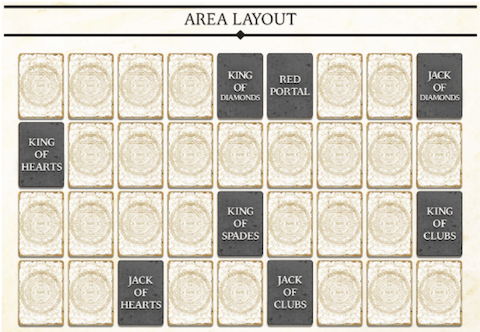 AREA LAYOUT
KING
OF
DIAMONDS
RED
PORTAL
JACK
OF
DIAMONDS
KING
OF
HEARTS
KING
OF
SPADES
KING
OF
CLUBS
JACK
OF
HEARTS
JACK
OF
CLUBS